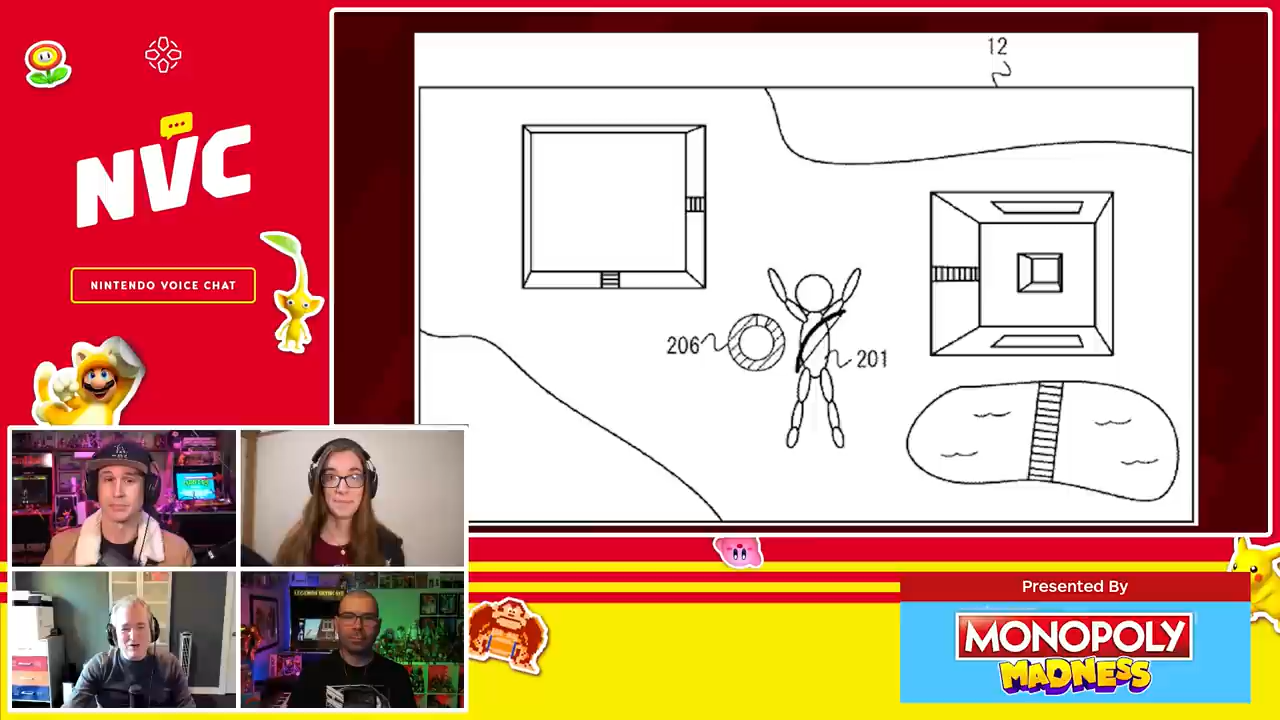 NVC
NINTENDO VOICE CHAT
12
206
201
Presented By
MONOPOLY
MADNESS